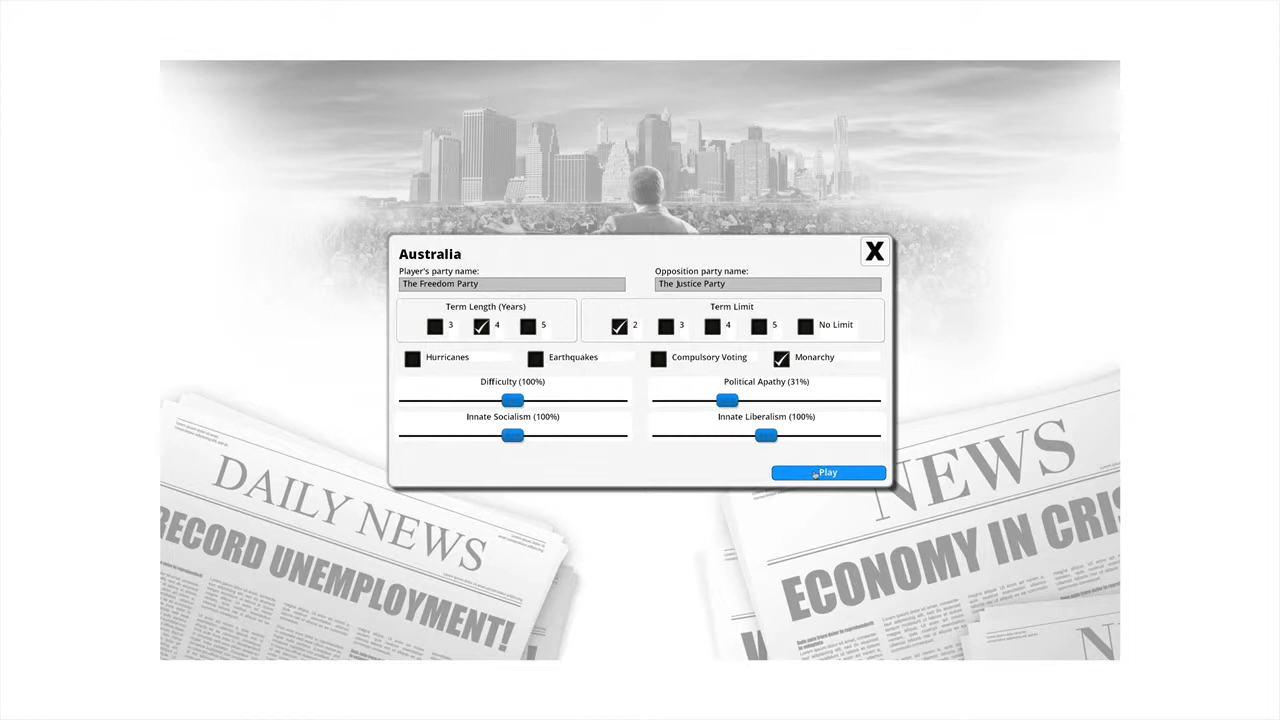 Australia
X
Player's party name:
Opposition party name:
The Freedom Party
The Justice Party
Term Length (Years)
Term Limit
3
4
5
2
3
4
5
No Limit
Hurricanes
Earthquakes
Compulsory Voting
Monarchy
Difficulty (100%)
Political Apathy (31%)
Innate Socialism (100%)
Innate Liberalism (100%)
Play
DAILY NEWS
RECORD UNEMPLOYMENT!
NEWS
ECONOMY IN CRIS
N